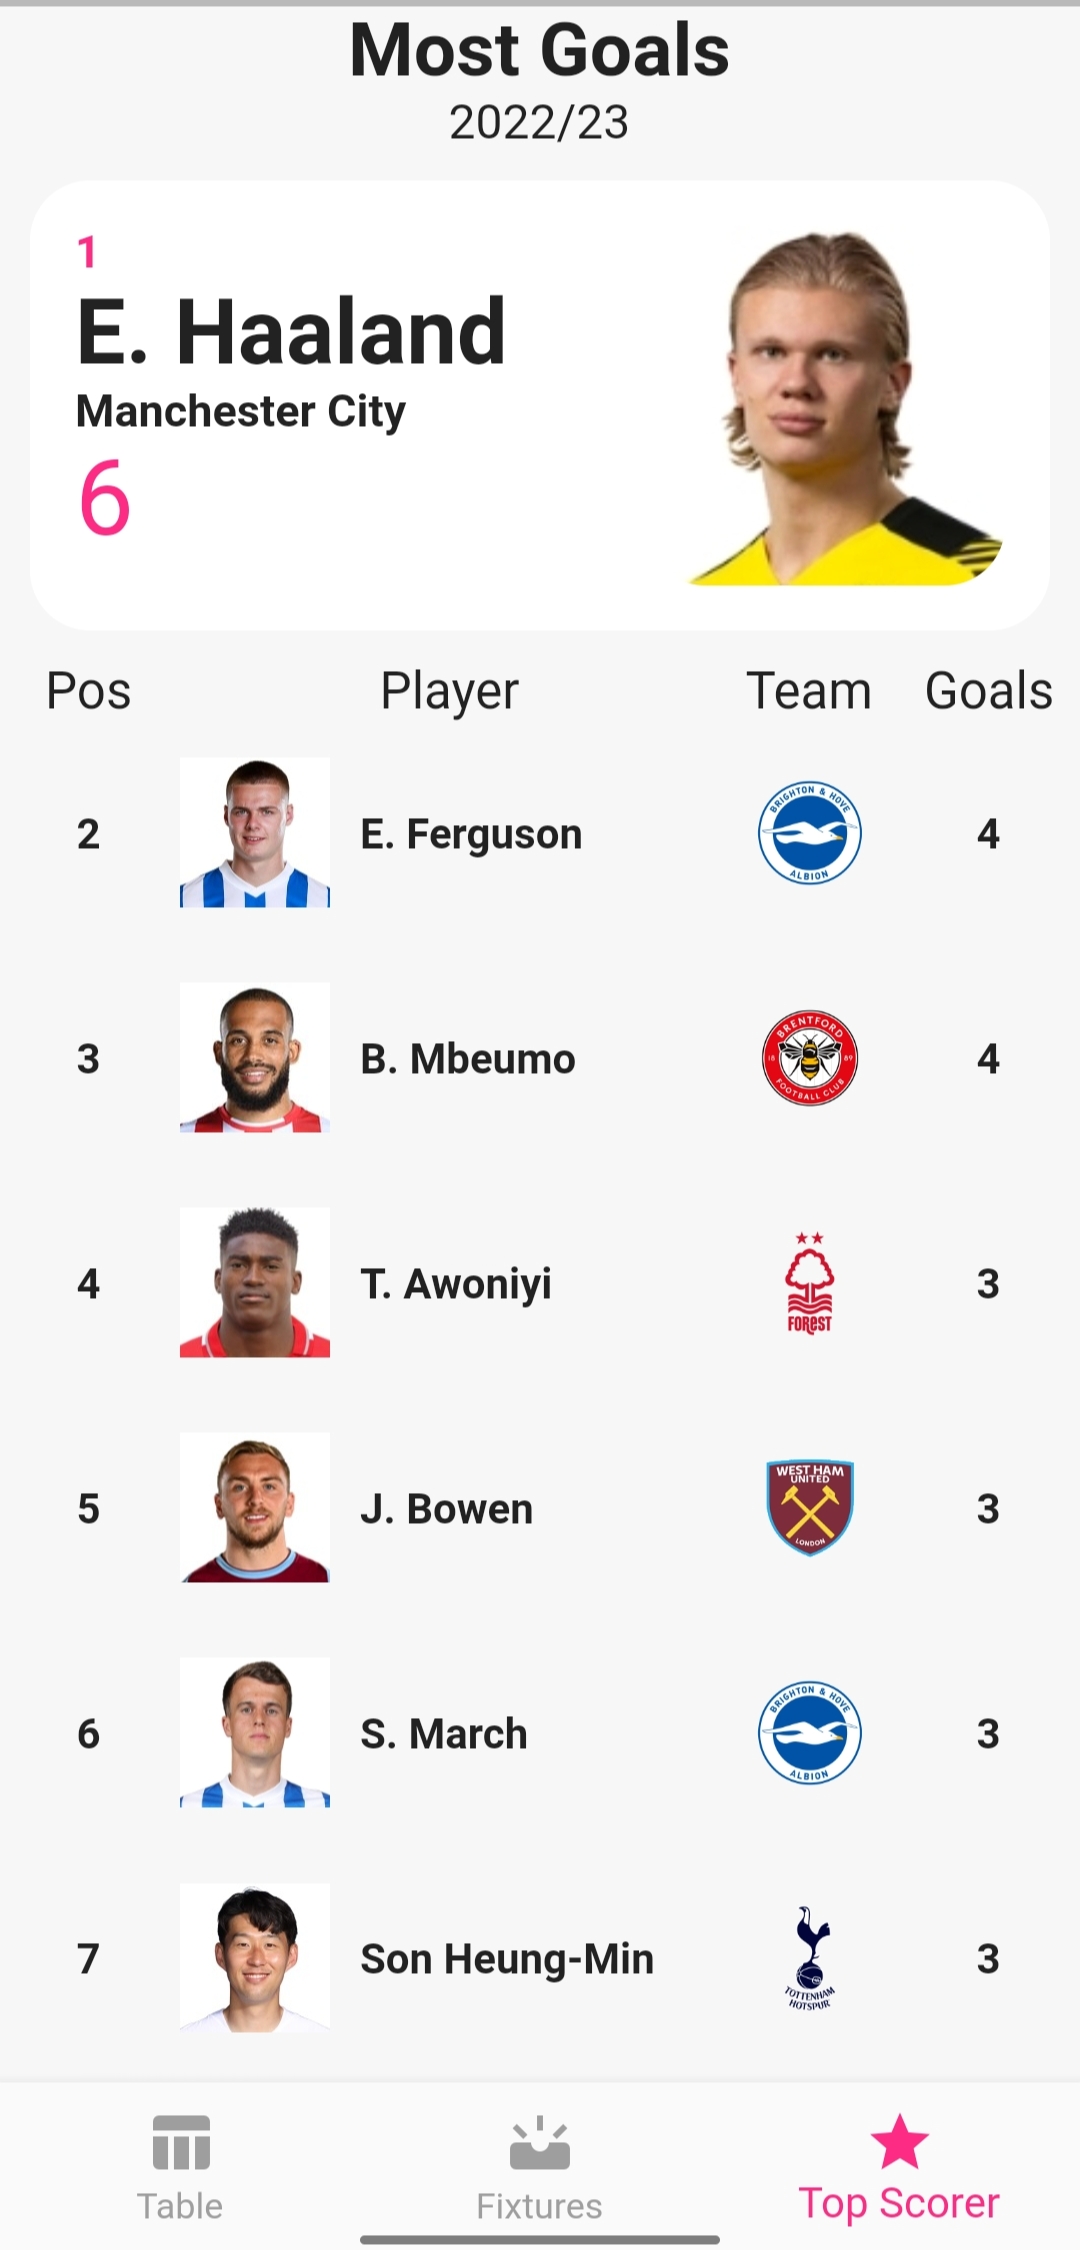 Most Goals
2022/23
1
E. Haaland
Manchester City
6
Pos Player Team Goals
2 E. Ferguson BRIGHTON & HOVE ALBION 4
3 B. Mbeumo BRENTFORD FOOTBALL CLUB 18 89 4
4 T. Awoniyi FOREST 3
5 J. Bowen WEST HAM UNITED LONDON 3
6 S. March BRIGHTON & HOVE ALBION 3
7 Son Heung-Min TOTTENHAM HOTSPUR 3
Table Fixtures Top Scorer